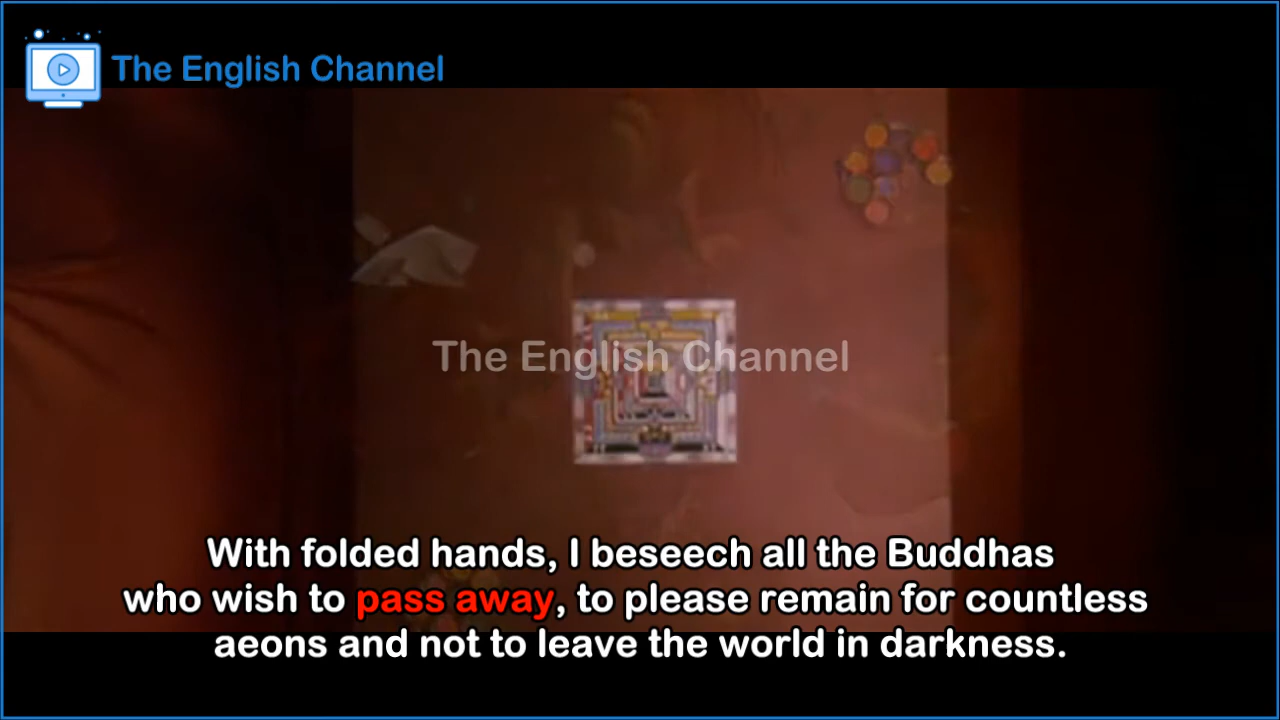 The English Channel
The English Channel
With folded hands, I beseech all the Buddhas
who wish to pass away, to please remain for countless
aeons and not to leave the world in darkness.